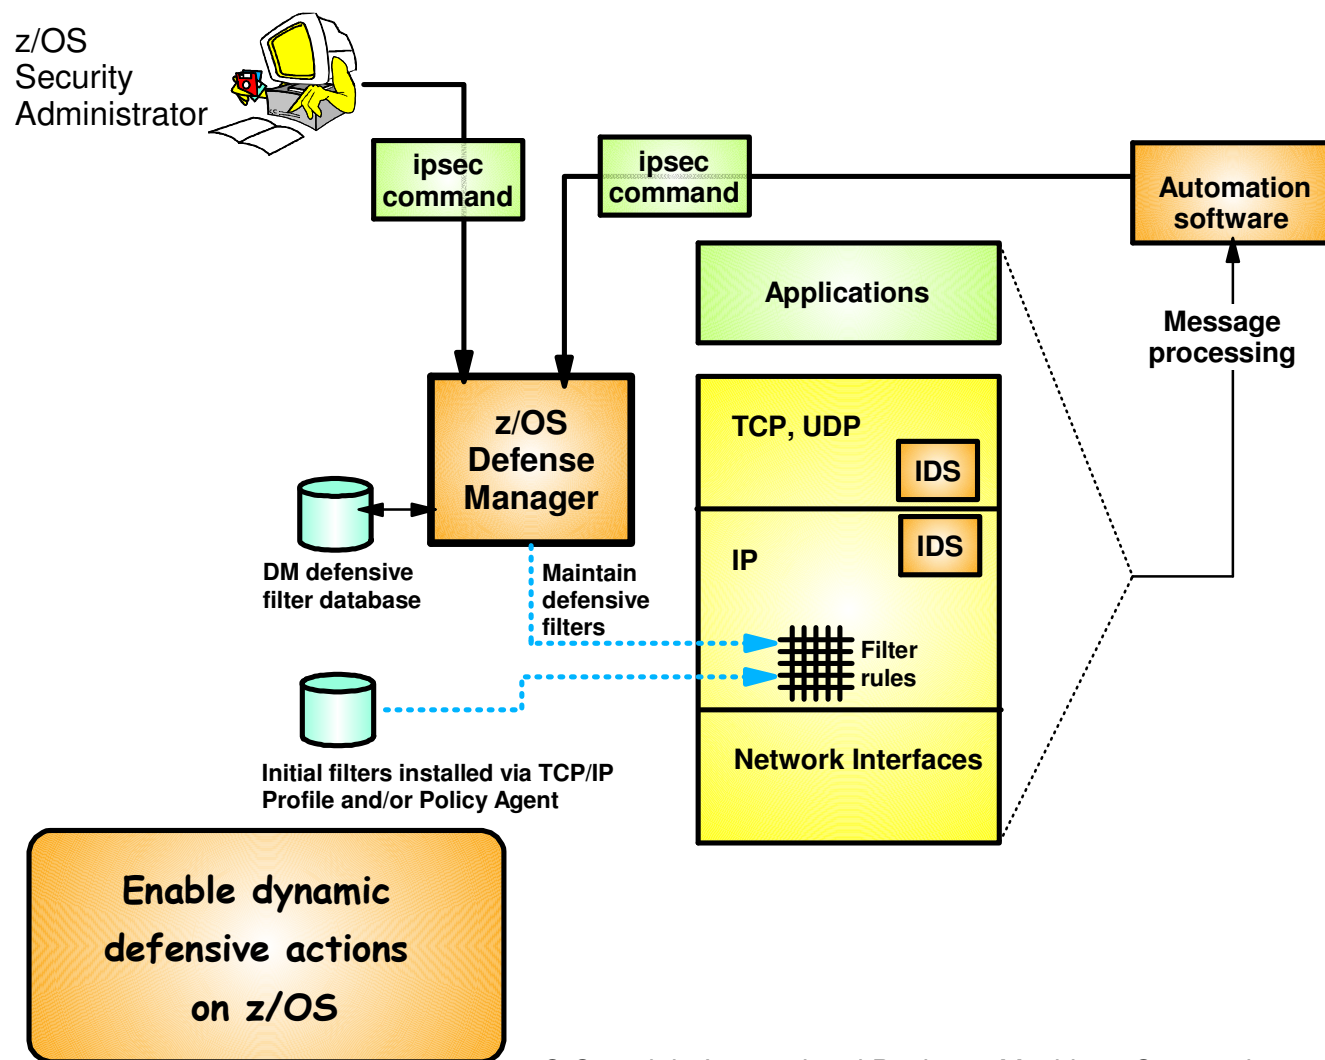 z/OS
Security
Administrator
ipsec
command
ipsec
command
Automation
software
Applications
Message
processing
z/OS
Defense
Manager
TCP, UDP
IDS
IDS
IP
DM defensive
filter database
Maintain
defensive
filters
Filter
rules
Network Interfaces
Initial filters installed via TCP/IP
Profile and/or Policy Agent
Enable dynamic
defensive actions
on z/OS